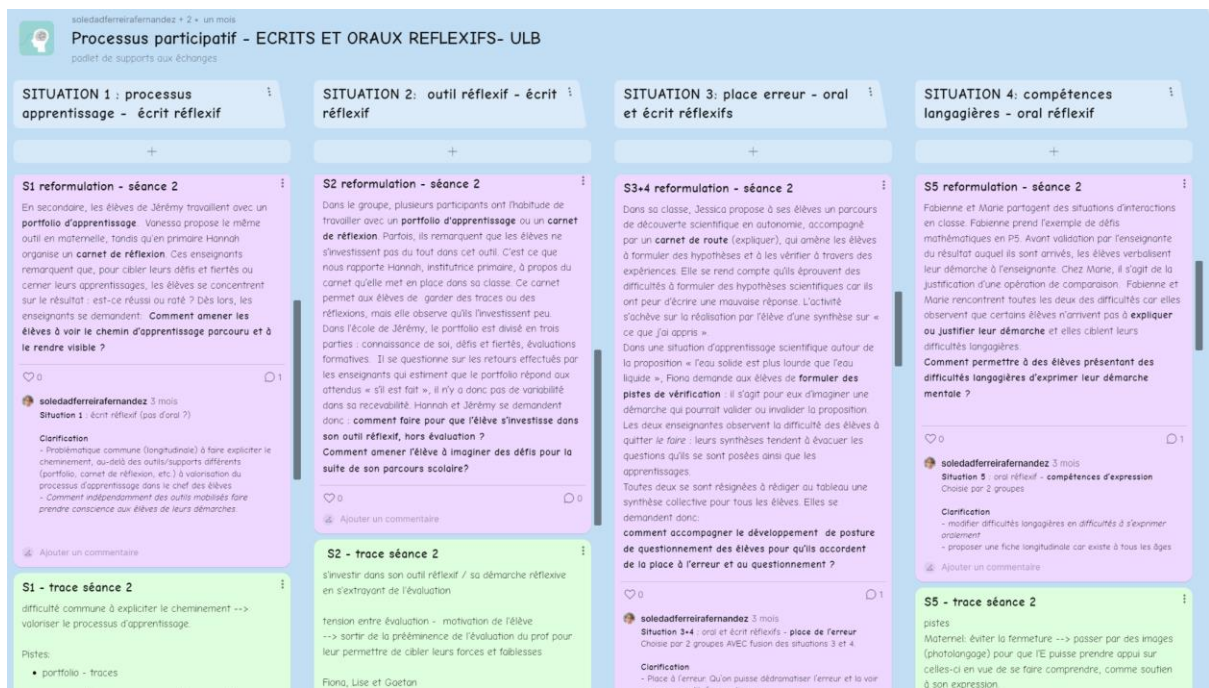 soledadferreirafernandez + 2 • un mois
Processus participatif - ECRITS ET ORAUX REFLEXIFS- ULB
padlet de supports aux échanges
SITUATION 1 : processus
apprentissage - écrit réflexif
+
S1 reformulation - séance 2
En secondaire, les élèves de Jérémy travaillent avec un
portfolio d'apprentissage. Vanessa propose le même
outil en maternelle, tandis qu'en primaire Hannah
organise un carnet de réflexion. Ces enseignants
remarquent que, pour cibler leurs défis et fiertés ou
cerner leurs apprentissages, les élèves se concentrent
sur le résultat : est-ce réussi ou raté ? Dès lors, les
enseignants se demandent: Comment amener les
élèves à voir le chemin d'apprentissage parcouru et à
le rendre visible ?
0
1
soledadferreirafernandez 3 mois
Situation 1 : écrit réflexif (pas d'oral ?)
Clarification
- Problématique commune (longitudinale) à faire expliciter le
cheminement, au-delà des outils/supports différents
(portfolio, carnet de réflexion, etc.) à valorisation du
processus d'apprentissage dans le chef des élèves
- Comment indépendamment des outils mobilisés faire
prendre conscience aux élèves de leurs démarches.
Ajouter un commentaire
S1 - trace séance 2
difficulté commune à expliciter le cheminement -->
valoriser le processus d'apprentissage.
Pistes:
• portfolio - traces
SITUATION 2: outil réflexif - écrit
réflexif
+
S2 reformulation - séance 2
Dans le groupe, plusieurs participants ont l'habitude de
travailler avec un portfolio d'apprentissage ou un carnet
de réflexion. Parfois, ils remarquent que les élèves ne
s'investissent pas du tout dans cet outil. C'est ce que
nous rapporte Hannah, institutrice primaire, à propos du
carnet qu'elle met en place dans sa classe. Ce carnet
permet aux élèves de garder des traces ou des
réflexions, mais elle observe qu'ils l'investissent peu.
Dans l'école de Jérémy, le portfolio est divisé en trois
parties : connaissance de soi, défis et fiertés, évaluations
formatives. Il se questionne sur les retours effectués par
les enseignants qui estiment que le portfolio répond aux
attendus « s'il est fait », il n'y a donc pas de variabilité
dans sa recevabilité. Hannah et Jérémy se demandent
donc : comment faire pour que l'élève s'investisse dans
son outil réflexif, hors évaluation ?
Comment amener l'élève à imaginer des défis pour la
suite de son parcours scolaire?
0
0
Ajouter un commentaire
S2 - trace séance 2
s'investir dans son outil réflexif / sa démarche réflexive
en s'extrayant de l'évaluation
tension entre évaluation - motivation de l'élève
--> sortir de la prééminence de l'évaluation du prof pour
leur permettre de cibler leurs forces et faiblesses
Fiona, Lise et Gaetan
SITUATION 3: place erreur - oral
et écrit réflexifs
+
S3+4 reformulation - séance 2
Dans sa classe, Jessica propose à ses élèves un parcours
de découverte scientifique en autonomie, accompagné
par un carnet de route (expliquer), qui amène les élèves
à formuler des hypothèses et à les vérifier à travers des
expériences. Elle se rend compte qu'ils éprouvent des
difficultés à formuler des hypothèses scientifiques car ils
ont peur d'écrire une mauvaise réponse. L'activité
s'achève sur la réalisation par l'élève d'une synthèse sur «
ce que j'ai appris ».
Dans une situation d'apprentissage scientifique autour de
la proposition « l'eau solide est plus lourde que l'eau
liquide », Fiona demande aux élèves de formuler des
pistes de vérification : il s'agit pour eux d'imaginer une
démarche qui pourrait valider ou invalider la proposition.
Les deux enseignantes observent la difficulté des élèves à
quitter le faire : leurs synthèses tendent à évacuer les
questions qu'ils se sont posées ainsi que les
apprentissages.
Toutes deux se sont résignées à rédiger au tableau une
synthèse collective pour tous les élèves. Elles se
demandent donc:
comment accompagner le développement de posture
de questionnement des élèves pour qu'ils accordent
de la place à l'erreur et au questionnement ?
0
1
soledadferreirafernandez 3 mois
Situation 3+4 : oral et écrit réflexifs - place de l'erreur
Choisie par 2 groupes AVEC fusion des situations 3 et 4.
Clarification
- Place à l'erreur. Qu'on puisse dédramatiser l'erreur et la voir
SITUATION 4: compétences
langagières - oral réflexif
+
S5 reformulation - séance 2
Fabienne et Marie partagent des situations d'interactions
en classe. Fabienne prend l'exemple de défis
mathématiques en P5. Avant validation par l'enseignante
du résultat auquel ils sont arrivés, les élèves verbalisent
leur démarche à l'enseignante. Chez Marie, il s'agit de la
justification d'une opération de comparaison. Fabienne et
Marie rencontrent toutes les deux des difficultés car elles
observent que certains élèves n'arrivent pas à expliquer
ou justifier leur démarche et elles ciblent leurs
difficultés langagières.
Comment permettre à des élèves présentant des
difficultés langagières d'exprimer leur démarche
mentale ?
0
1
soledadferreirafernandez 3 mois
Situation 5 : oral réflexif - compétences d'expression
Choisie par 2 groupes
Clarification
- modifier difficultés langagières en difficultés à s'exprimer
oralement
- proposer une fiche longitudinale car existe à tous les âges
Ajouter un commentaire
S5 - trace séance 2
pistes
Maternel: éviter la fermeture --> passer par des images
(photolangage) pour que l'E puisse prendre appui sur
celles-ci en vue de se faire comprendre, comme soutien
à son expression.